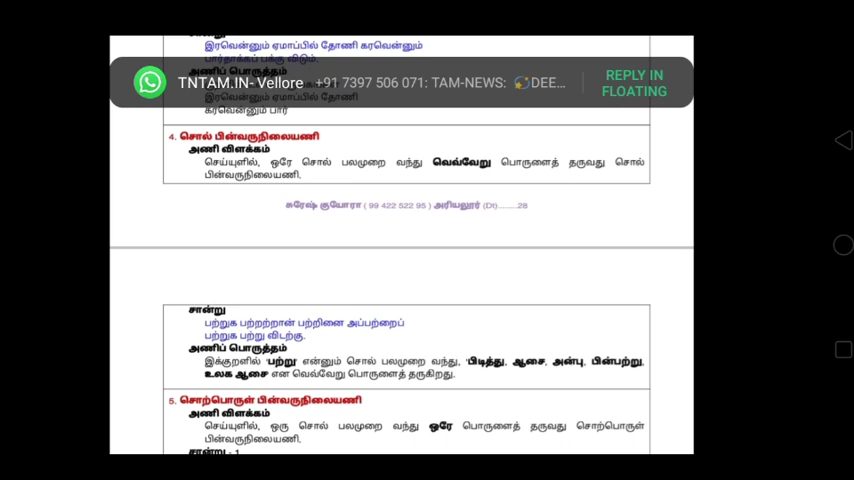 இரவென்னும் ஏமாப்பில் தோணி கரவென்னும்
பார்தாக்கப் பக்கு விடும்.
அணிப் பொருத்தம்
TNTAM.IN- Vellore +91 7397 506 071: TAM-NEWS: 💫DEE...
REPLY IN
FLOATING
இரவென்னும் ஏமாப்பில் தோணி
கரவென்னும் பார்
4. சொல் பின்வருநிலையணி
அணி விளக்கம்
செய்யுளில், ஒரே சொல் பலமுறை வந்து வெவ்வேறு பொருளைத் தருவது சொல்
பின்வருநிலையணி.
சுரேஷ் குயோரா ( 99 422 522 95 ) அரியலூர் (Dt)........28
சான்று
பற்றுக பற்றற்றான் பற்றினை அப்பற்றைப்
பற்றுக பற்று விடற்கு.
அணிப் பொருத்தம்
இக்குறளில் 'பற்று' என்னும் சொல் பலமுறை வந்து, 'பிடித்து, ஆசை, அன்பு, பின்பற்று,
உலக ஆசை' என வெவ்வேறு பொருளைத் தருகிறது.
5. சொற்பொருள் பின்வருநிலையணி
அணி விளக்கம்
செய்யுளில், ஒரு சொல் பலமுறை வந்து ஒரே பொருளைத் தருவது சொற்பொருள்
பின்வருநிலையணி.
சான்று - 1